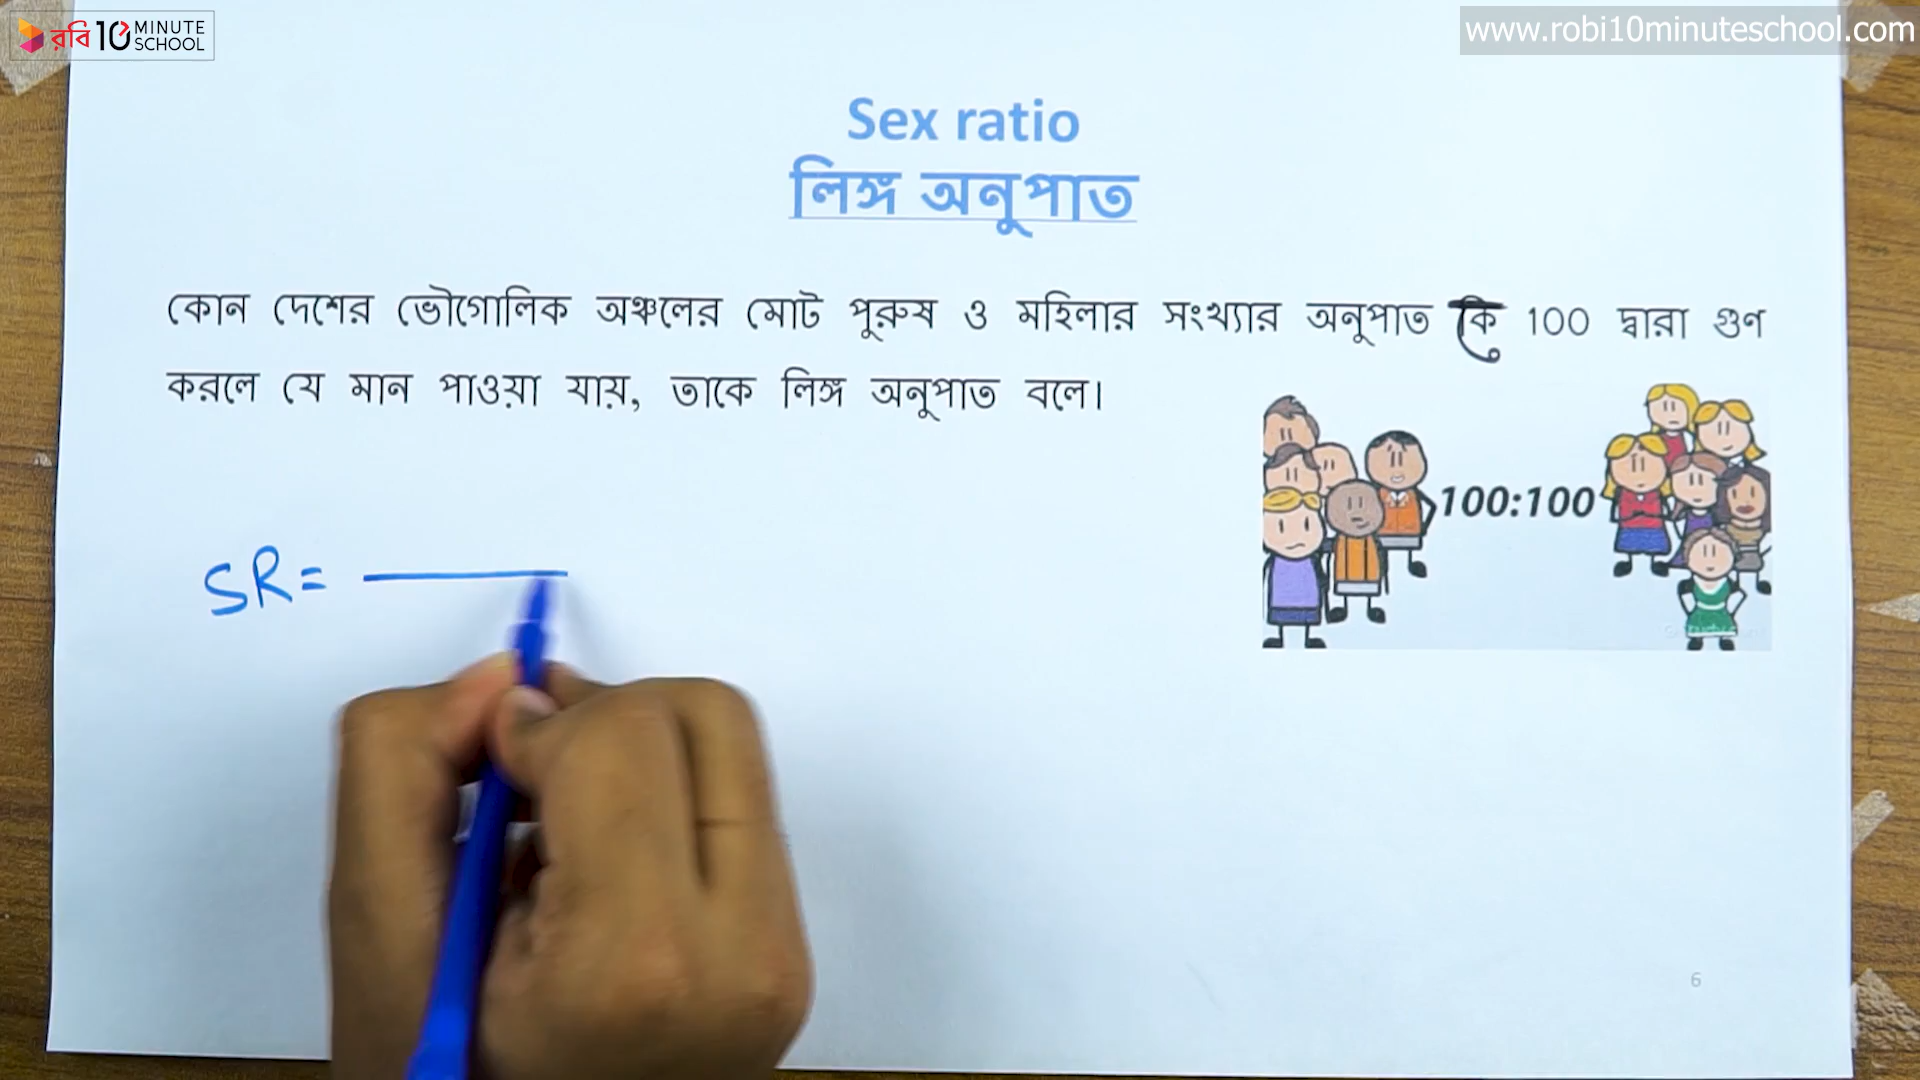 রবি 10 MINUTE SCHOOL
www.robi10minuteschool.com
Sex ratio
লিঙ্গ অনুপাত
কোন দেশের ভৌগোলিক অঞ্চলের মোট পুরুষ ও মহিলার সংখ্যার অনুপাত কে 100 দ্বারা গুণ
করলে যে মান পাওয়া যায়, তাকে লিঙ্গ অনুপাত বলে।
100:100
SR=
6